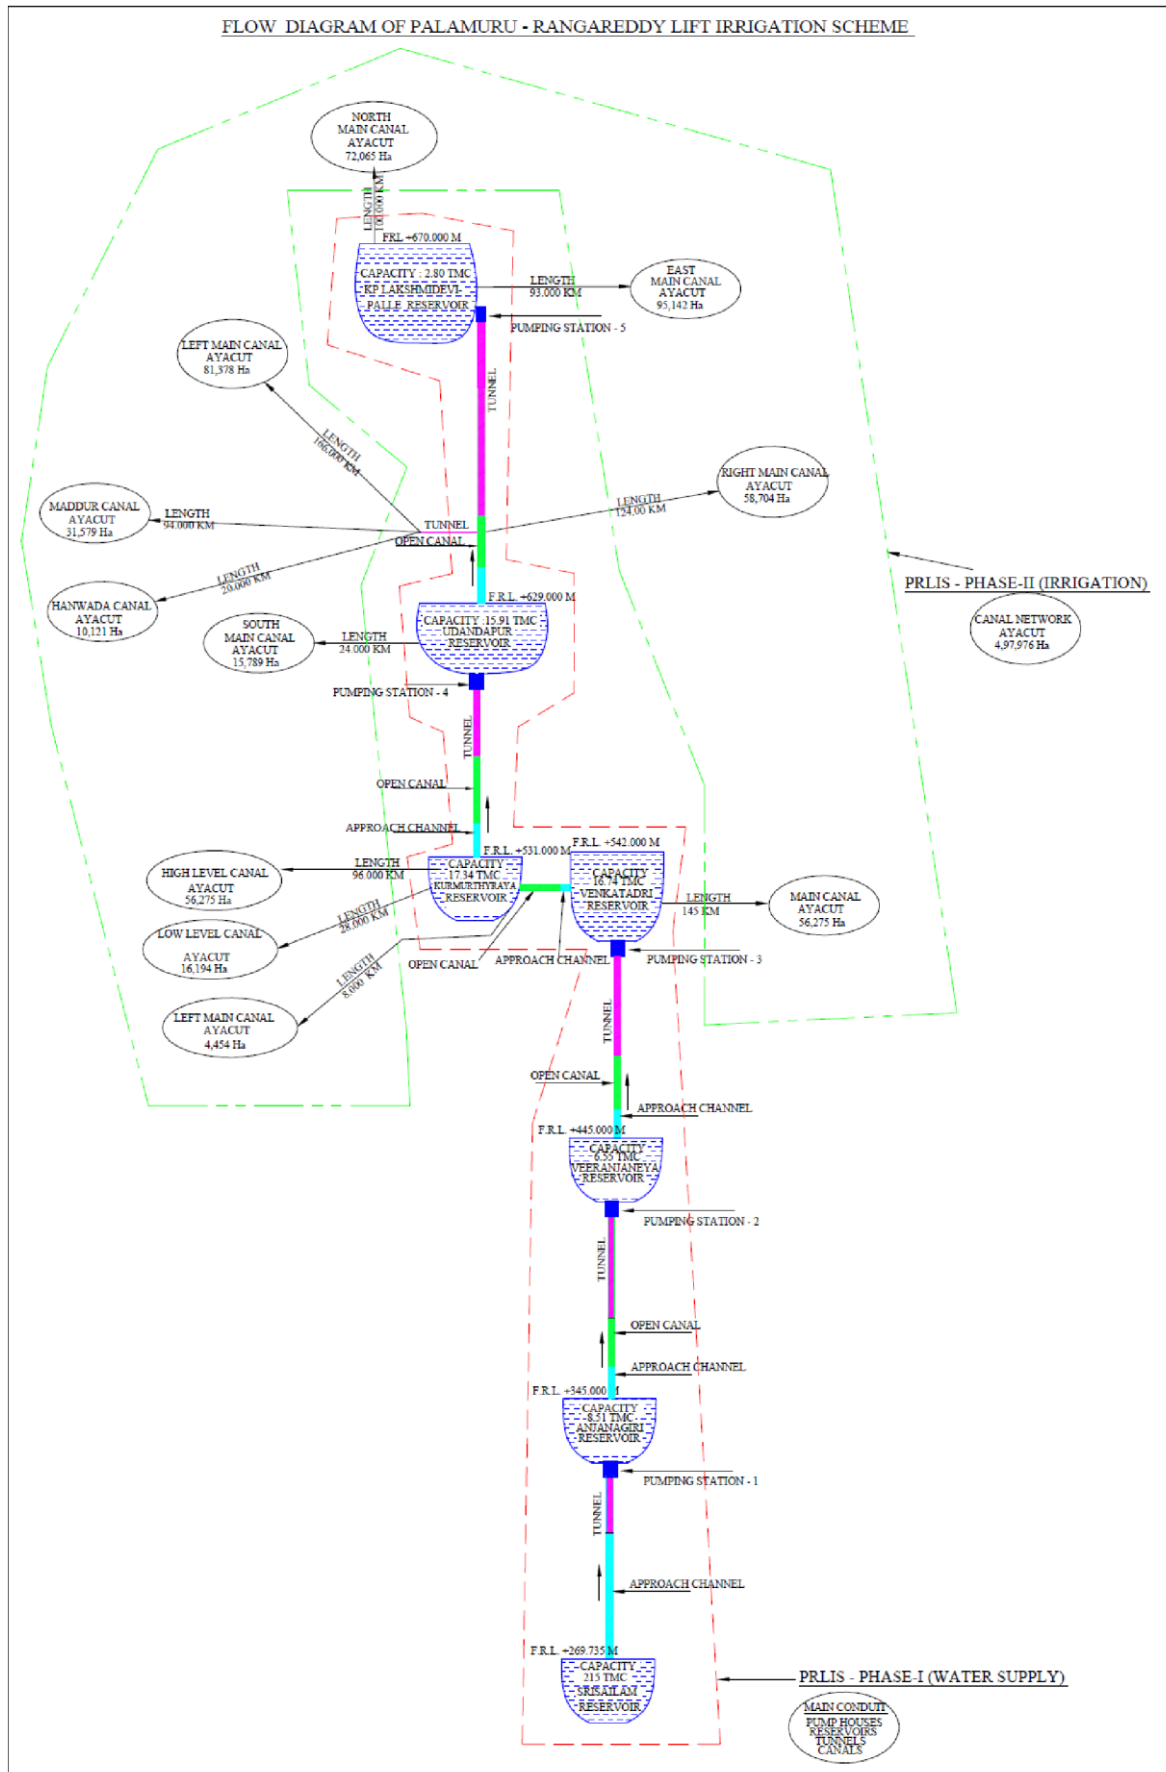 FLOW DIAGRAM OF PALAMURU - RANGAREDDY LIFT IRRIGATION SCHEME
NORTH
MAIN CANAL
AYACUT
72,065 Ha
LENGTH
100.000 KM
FRL +670.000 M
CAPACITY : 2.80 TMC
KP LAKSHMIDEVI-
PALLE RESERVOIR
LENGTH
93.000 KM
EAST
MAIN CANAL
AYACUT
95,142 Ha
PUMPING STATION - 5
TUNNEL
LEFT MAIN CANAL
AYACUT
81,378 Ha
LENGTH
166.000 KM
RIGHT MAIN CANAL
AYACUT
58,704 Ha
LENGTH
124.00 KM
MADDUR CANAL
AYACUT
31,579 Ha
LENGTH
94.000 KM
TUNNEL
OPEN CANAL
LENGTH
20.000 KM
HANWADA CANAL
AYACUT
10,121 Ha
PRLIS - PHASE-II (IRRIGATION)
CANAL NETWORK
AYACUT
4,97,976 Ha
F.R.L. +629.000 M
CAPACITY :15.91 TMC
UDANDAPUR
RESERVOIR
SOUTH
MAIN CANAL
AYACUT
15,789 Ha
LENGTH
24.000 KM
PUMPING STATION - 4
TUNNEL
OPEN CANAL
APPROACH CHANNEL
F.R.L. +531.000 M
CAPACITY
17.34 TMC
KURMURTHYRAYA
RESERVOIR
F.R.L. +542.000 M
CAPACITY
16.74 TMC
VENKATADRI
RESERVOIR
HIGH LEVEL CANAL
AYACUT
56,275 Ha
LENGTH
96.000 KM
LENGTH
145 KM
MAIN CANAL
AYACUT
56,275 Ha
LOW LEVEL CANAL
AYACUT
16,194 Ha
LENGTH
28.000 KM
OPEN CANAL
APPROACH CHANNEL
PUMPING STATION - 3
LENGTH
8.000 KM
LEFT MAIN CANAL
AYACUT
4,454 Ha
TUNNEL
OPEN CANAL
APPROACH CHANNEL
F.R.L. +445.000 M
CAPACITY
6.55 TMC
VEERANJANEYA
RESERVOIR
PUMPING STATION - 2
TUNNEL
OPEN CANAL
APPROACH CHANNEL
F.R.L. +345.000 M
CAPACITY
8.51 TMC
ANJANAGIRI
RESERVOIR
PUMPING STATION - 1
TUNNEL
APPROACH CHANNEL
F.R.L. +269.735 M
CAPACITY
215 TMC
SRISAILAM
RESERVOIR
PRLIS - PHASE-I (WATER SUPPLY)
MAIN CONDUIT
PUMP HOUSES
RESERVOIRS
TUNNELS
CANALS